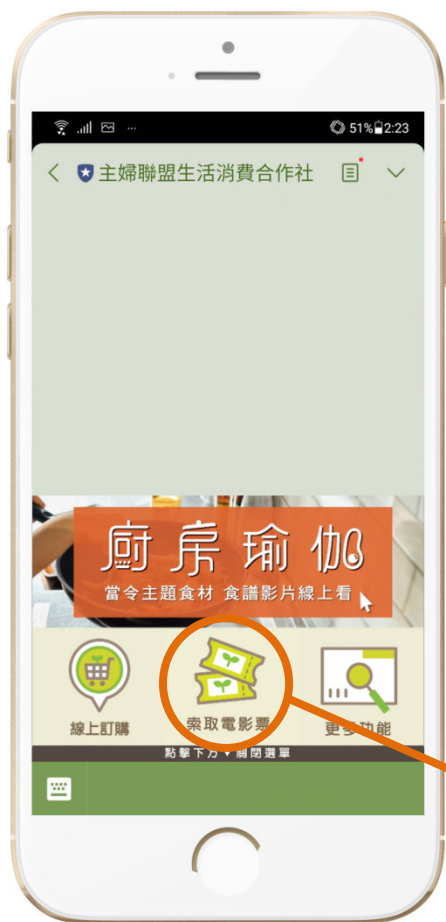 ... 51% 2:23
主婦聯盟生活消費合作社
廚房瑜伽
當令主題食材 食譜影片線上看
線上訂購
索取電影票
更多功能
點擊下方▼關閉選單